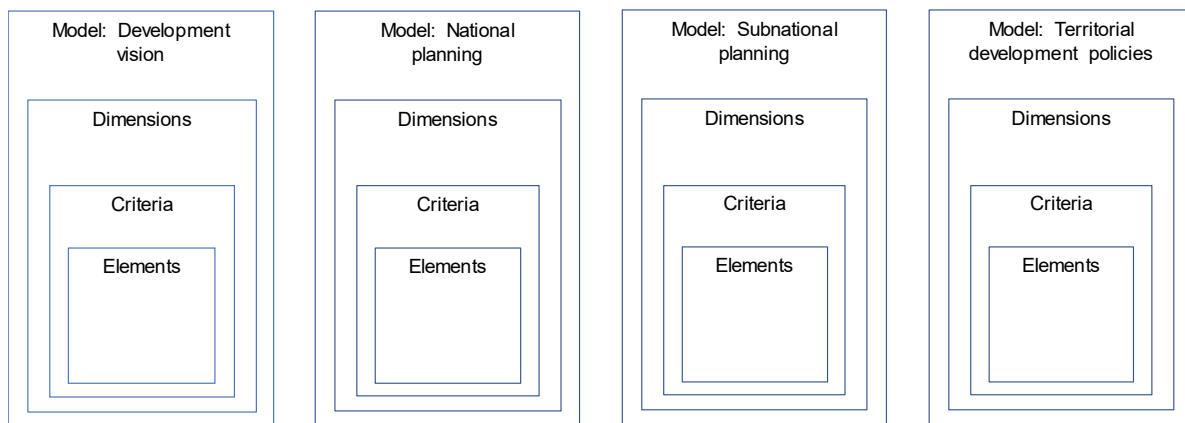 Model: Development
vision
Dimensions
Criteria
Elements
Model: National
planning
Dimensions
Criteria
Elements
Model: Subnational
planning
Dimensions
Criteria
Elements
Model: Territorial
development policies
Dimensions
Criteria
Elements